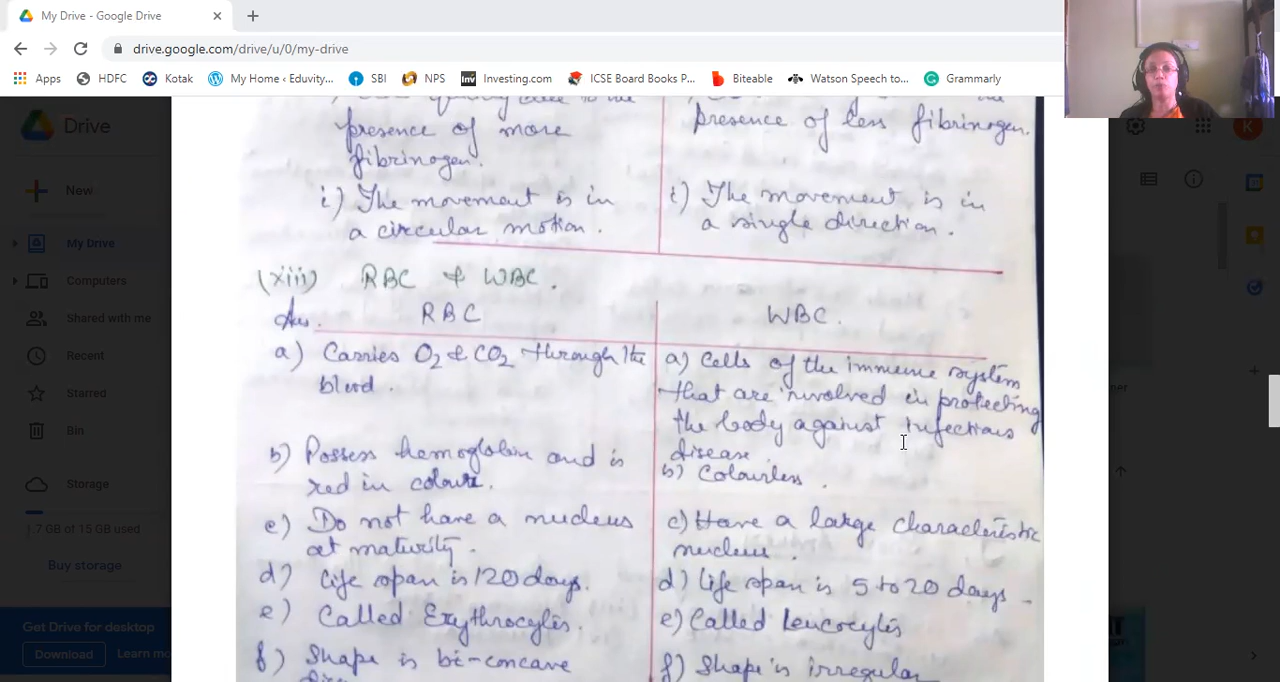 My Drive - Google Drive
drive.google.com/drive/u/0/my-drive
Apps HDFC Kotak My Home ‹ Eduvity... SBI NPS Investing.com ICSE Board Books P... Biteable Watson Speech to... Grammarly
Drive
New
My Drive
Computers
Shared with me
Recent
Starred
Bin
Storage
1.7 GB of 15 GB used
Buy storage
Get Drive for desktop
Download Learn mo
K
presence of more
fibrinogen.
presence of less fibrinogen.
i) The movement is in
a circular motion.
i) The movement is in
a single direction.
(xiii) RBC & WBC.
Ans. RBC
WBC.
a) Carries O2 & CO2 through the
blood.
a) Cells of the immune system
that are involved in protecting
the body against infectious
disease
b) Possess hemoglobin and is
red in colour.
b) Colourless.
c) Do not have a nucleus
at maturity.
c) Have a large characteristic
nucleus.
d) Life span is 120 days.
d) Life span is 5 to 20 days
e) Called Erythrocytes.
e) Called Leucocytes
f) Shape is bi-concave
f) Shape is irregular